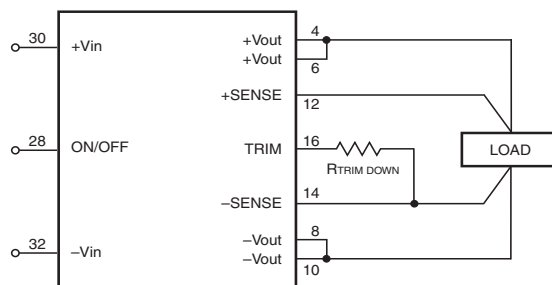 30
+Vin
+Vout
4
+Vout
6
+SENSE
12
28
ON/OFF
TRIM
16
RTRIM DOWN
LOAD
–SENSE
14
32
–Vin
–Vout
8
–Vout
10